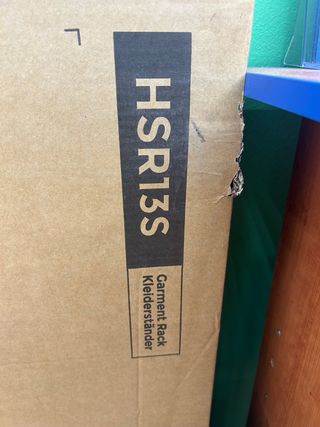 HSR13S
Garment Rack
Kleiderständer